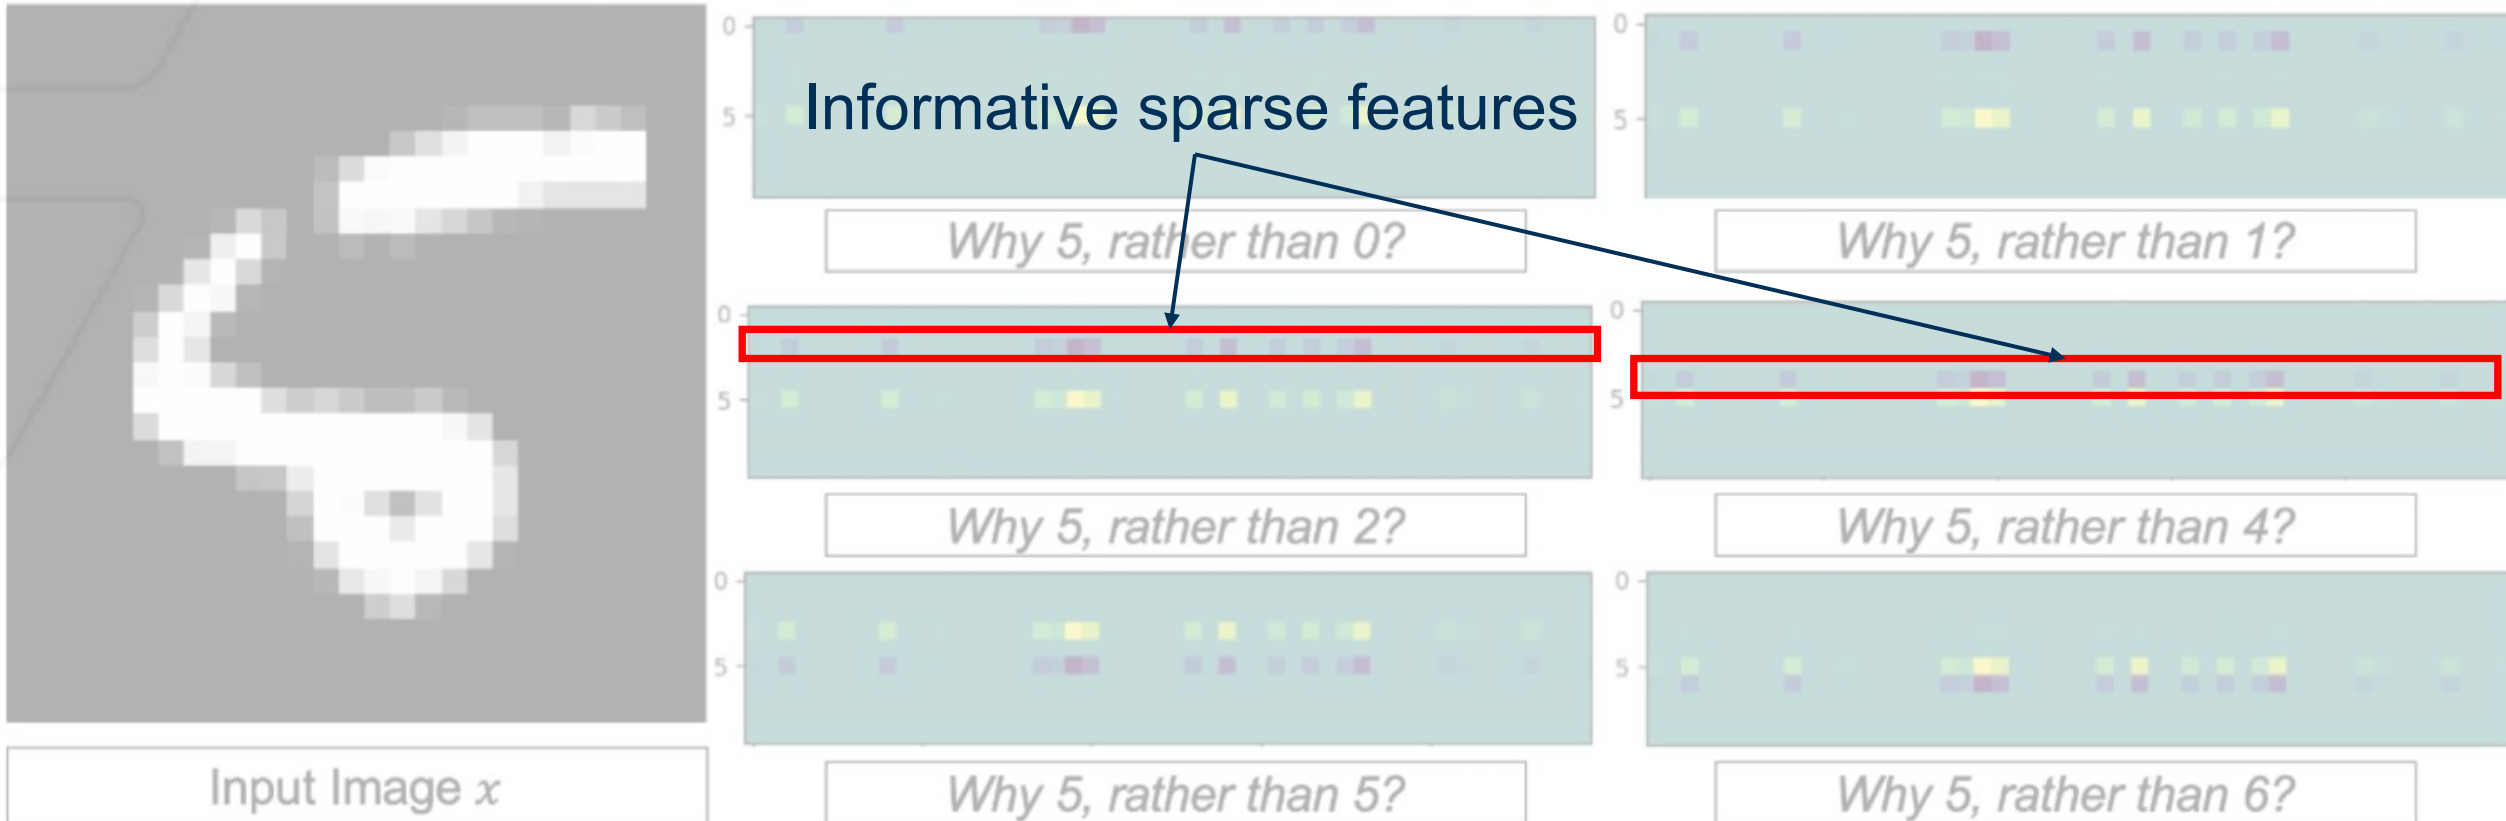 0
5
0
5
Informative sparse features
Why 5, rather than 0?
Why 5, rather than 1?
0
5
0
5
Why 5, rather than 2?
Why 5, rather than 4?
0
5
0
5
Input Image x
Why 5, rather than 5?
Why 5, rather than 6?